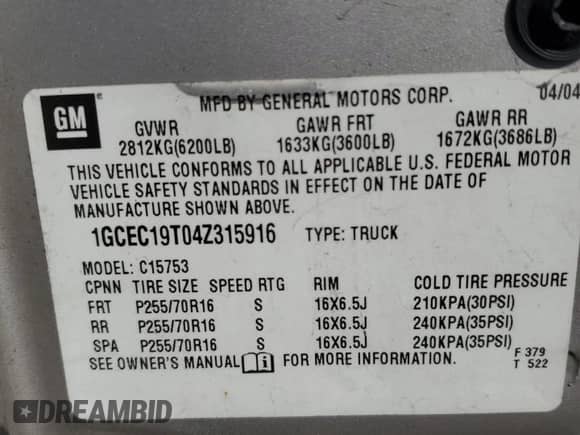 GM
®
MFD BY GENERAL MOTORS CORP. 04/04
GVWR GAWR FRT GAWR RR
2812KG(6200LB) 1633KG(3600LB) 1672KG(3686LB)
THIS VEHICLE CONFORMS TO ALL APPLICABLE U.S. FEDERAL MOTOR
VEHICLE SAFETY STANDARDS IN EFFECT ON THE DATE OF
MANUFACTURE SHOWN ABOVE.
1GCEC19T04Z315916 TYPE: TRUCK
MODEL: C15753
CPNN TIRE SIZE SPEED RTG RIM COLD TIRE PRESSURE
FRT P255/70R16 S 16X6.5J 210KPA(30PSI)
RR P255/70R16 S 16X6.5J 240KPA(35PSI)
SPA P255/70R16 S 16X6.5J 240KPA(35PSI)
SEE OWNER'S MANUAL FOR MORE INFORMATION.
F 379
T 522
DREAMBID